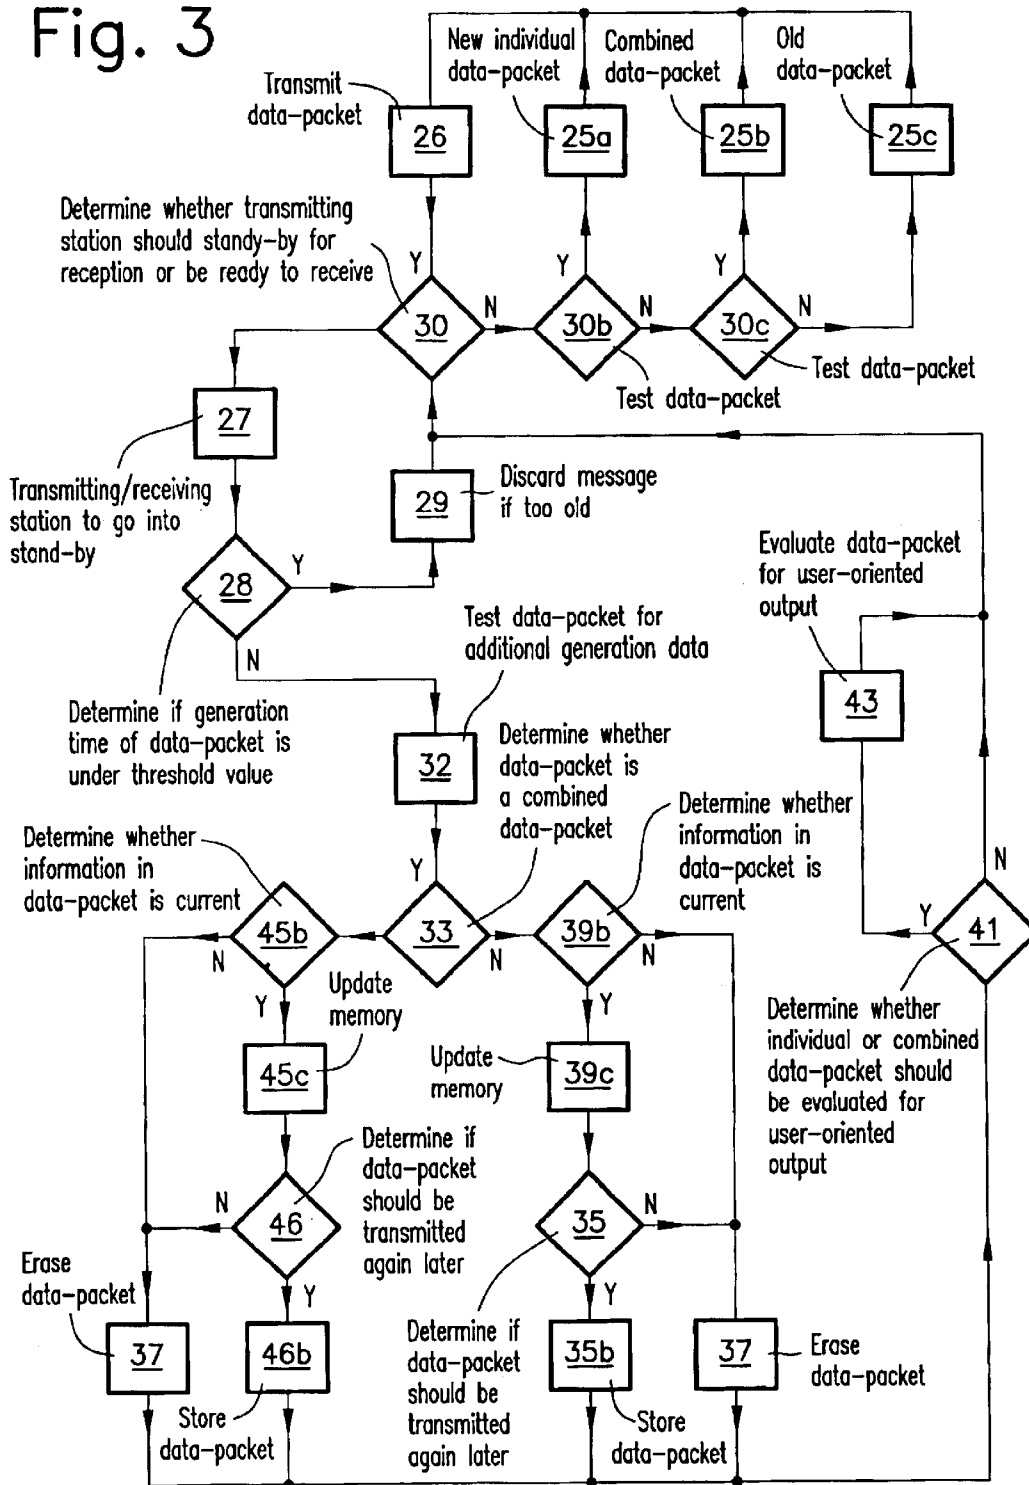 Fig. 3
New individual
data-packet
Combined
data-packet
Old
data-packet
Transmit
data-packet
26
25a
25b
25c
Determine whether transmitting
station should standy-by for
reception or be ready to receive
Y
Y
Y
30
N
30b
N
30c
N
Test data-packet
Test data-packet
27
Transmitting/receiving
station to go into
stand-by
29
Discard message
if too old
28
Y
N
Evaluate data-packet
for user-oriented
output
Test data-packet for
additional generation data
43
Determine if generation
time of data-packet is
under threshold value
32
Determine whether
data-packet is
a combined
data-packet
Determine whether
information in
data-packet is current
Determine whether
information in
data-packet is
current
Y
45b
N
Y
33
N
39b
N
Y
N
Y
41
Update
memory
45c
Update
memory
39c
Determine whether
individual or combined
data-packet should
be evaluated for
user-oriented
output
Determine if
data-packet
should be
transmitted
again later
N
46
Y
35
N
Y
Erase
data-packet
37
46b
Store
data-packet
Determine if
data-packet
should be
transmitted
again later
35b
Store
data-packet
37
Erase
data-packet